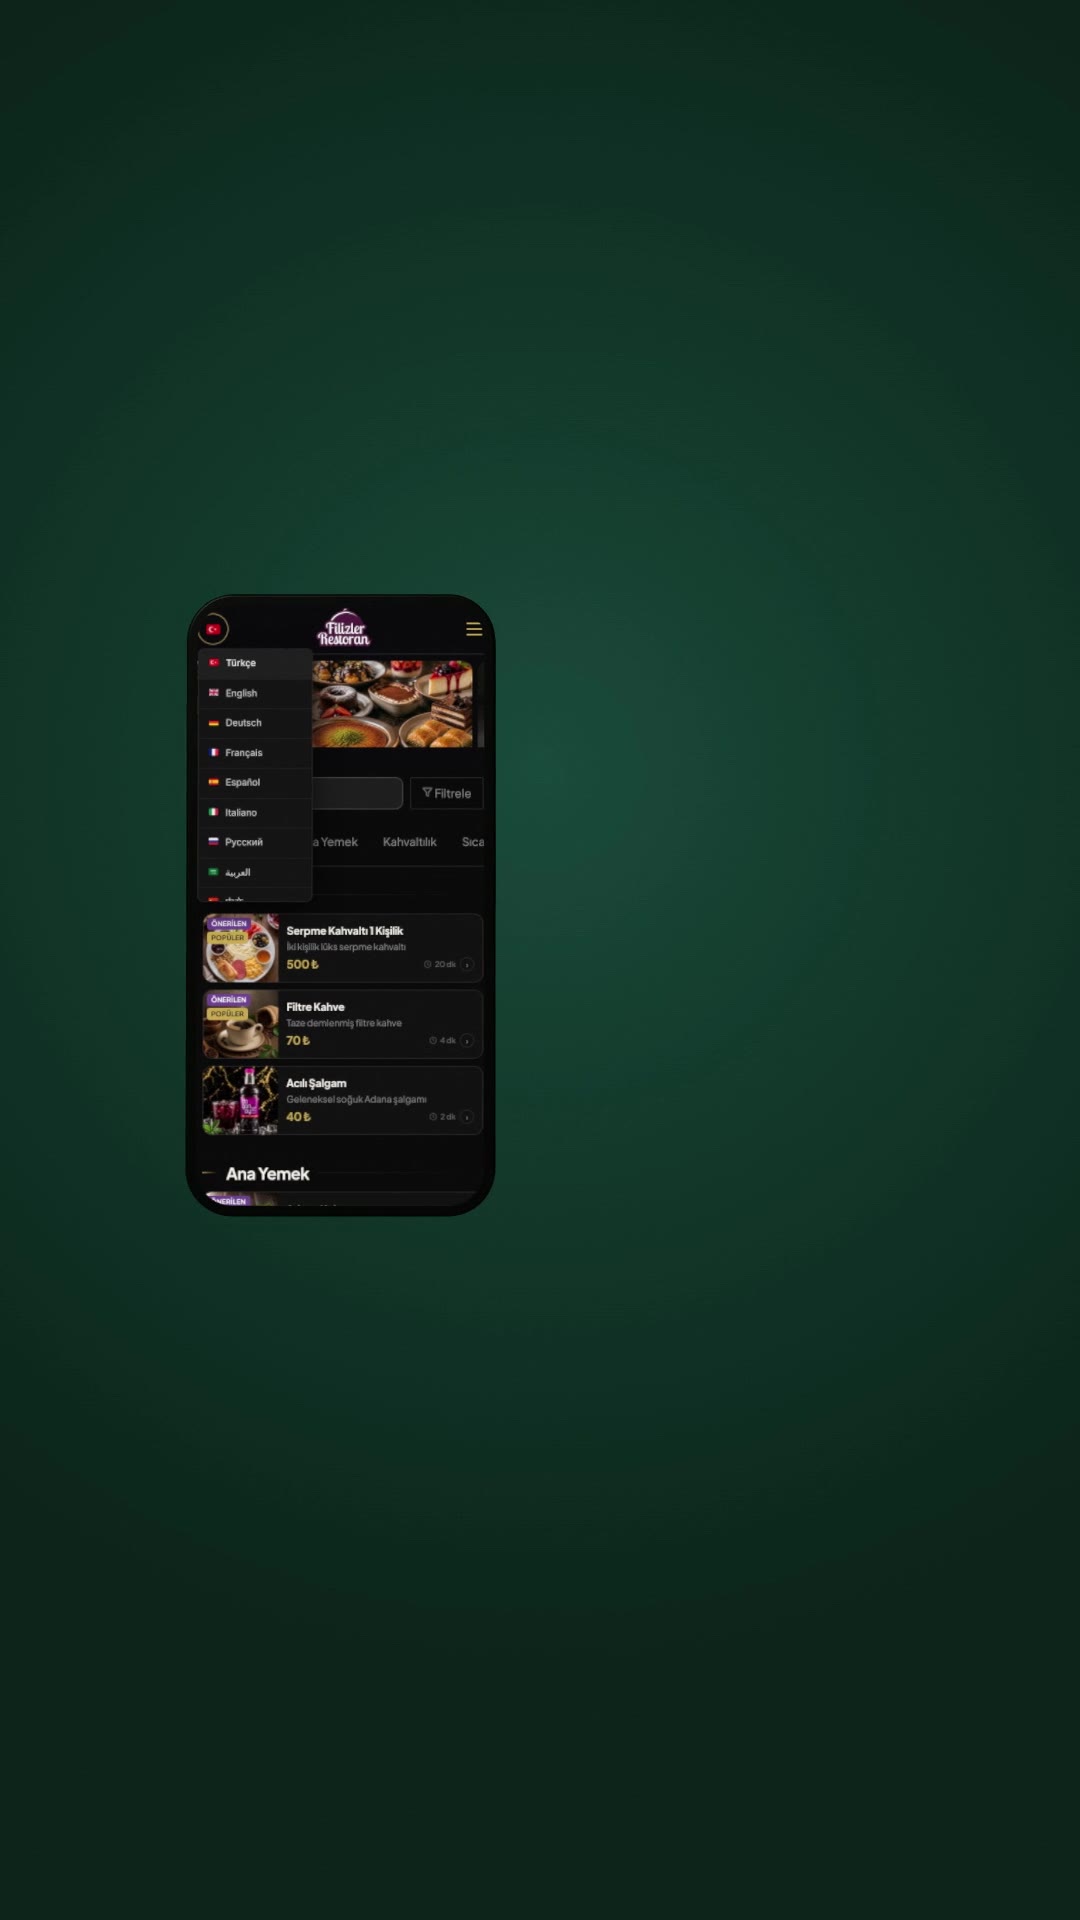 Filizler
Restoran
Türkçe
English
Deutsch
Français
Español
Italiano
Русский
العربية
Filtrele
a Yemek
Kahvaltılık
Sıca
ÖNERİLEN
POPÜLER
Serpme Kahvaltı 1 Kişilik
İki kişilik lüks serpme kahvaltı
500 ₺
20 dk
ÖNERİLEN
POPÜLER
Filtre Kahve
Taze demlenmiş filtre kahve
70 ₺
4 dk
Acılı Şalgam
Geleneksel soğuk Adana şalgamı
40 ₺
2 dk
Ana Yemek
ÖNERİLEN